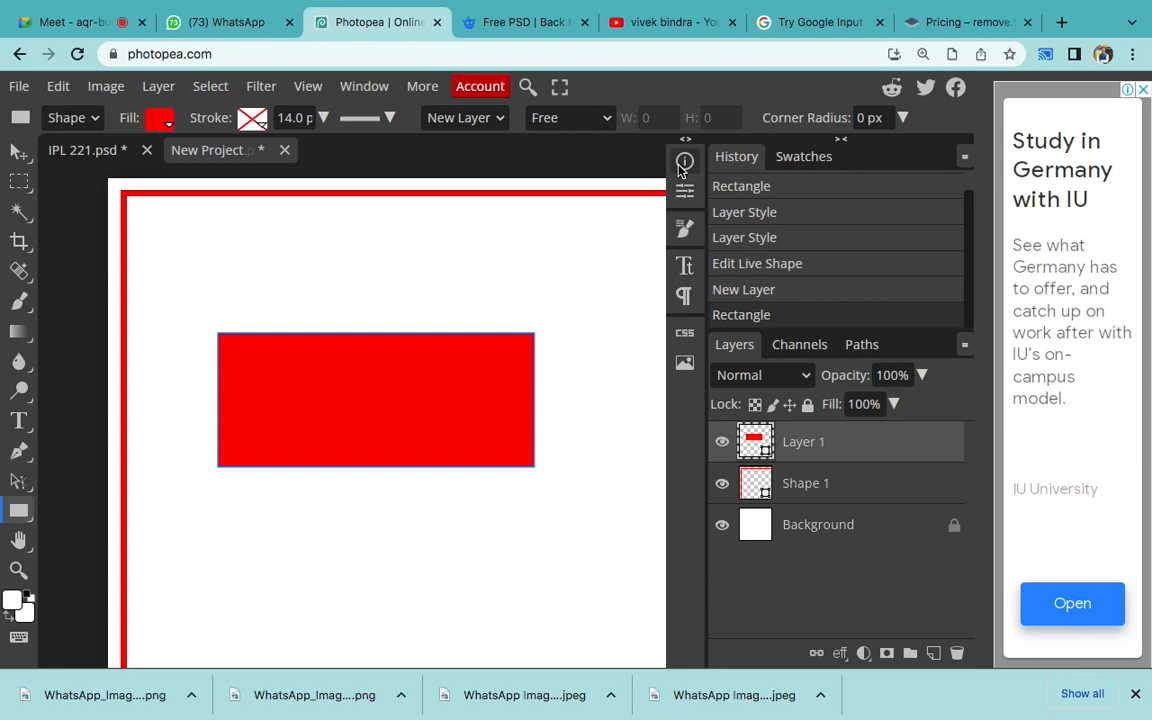 Meet - aqr-bu
(73) WhatsApp
Photopea | Online
Free PSD | Back t
vivek bindra - You
Try Google Input
Pricing – remove.
photopea.com
File Edit Image Layer Select Filter View Window More Account
Shape Fill: Stroke: 14.0 p New Layer Free W: 0 H: 0 Corner Radius: 0 px
IPL 221.psd *
New Project. *
History Swatches
Rectangle
Layer Style
Layer Style
Edit Live Shape
New Layer
Rectangle
Layers Channels Paths
Normal Opacity: 100%
Lock: Fill: 100%
Layer 1
Shape 1
Background
CSS
eff
Study in
Germany
with IU
See what
Germany has
to offer, and
catch up on
work after with
IU's on-
campus
model.
IU University
Open
WhatsApp_Imag....png
WhatsApp_Imag....png
WhatsApp Imag....jpeg
WhatsApp Imag....jpeg
Show all